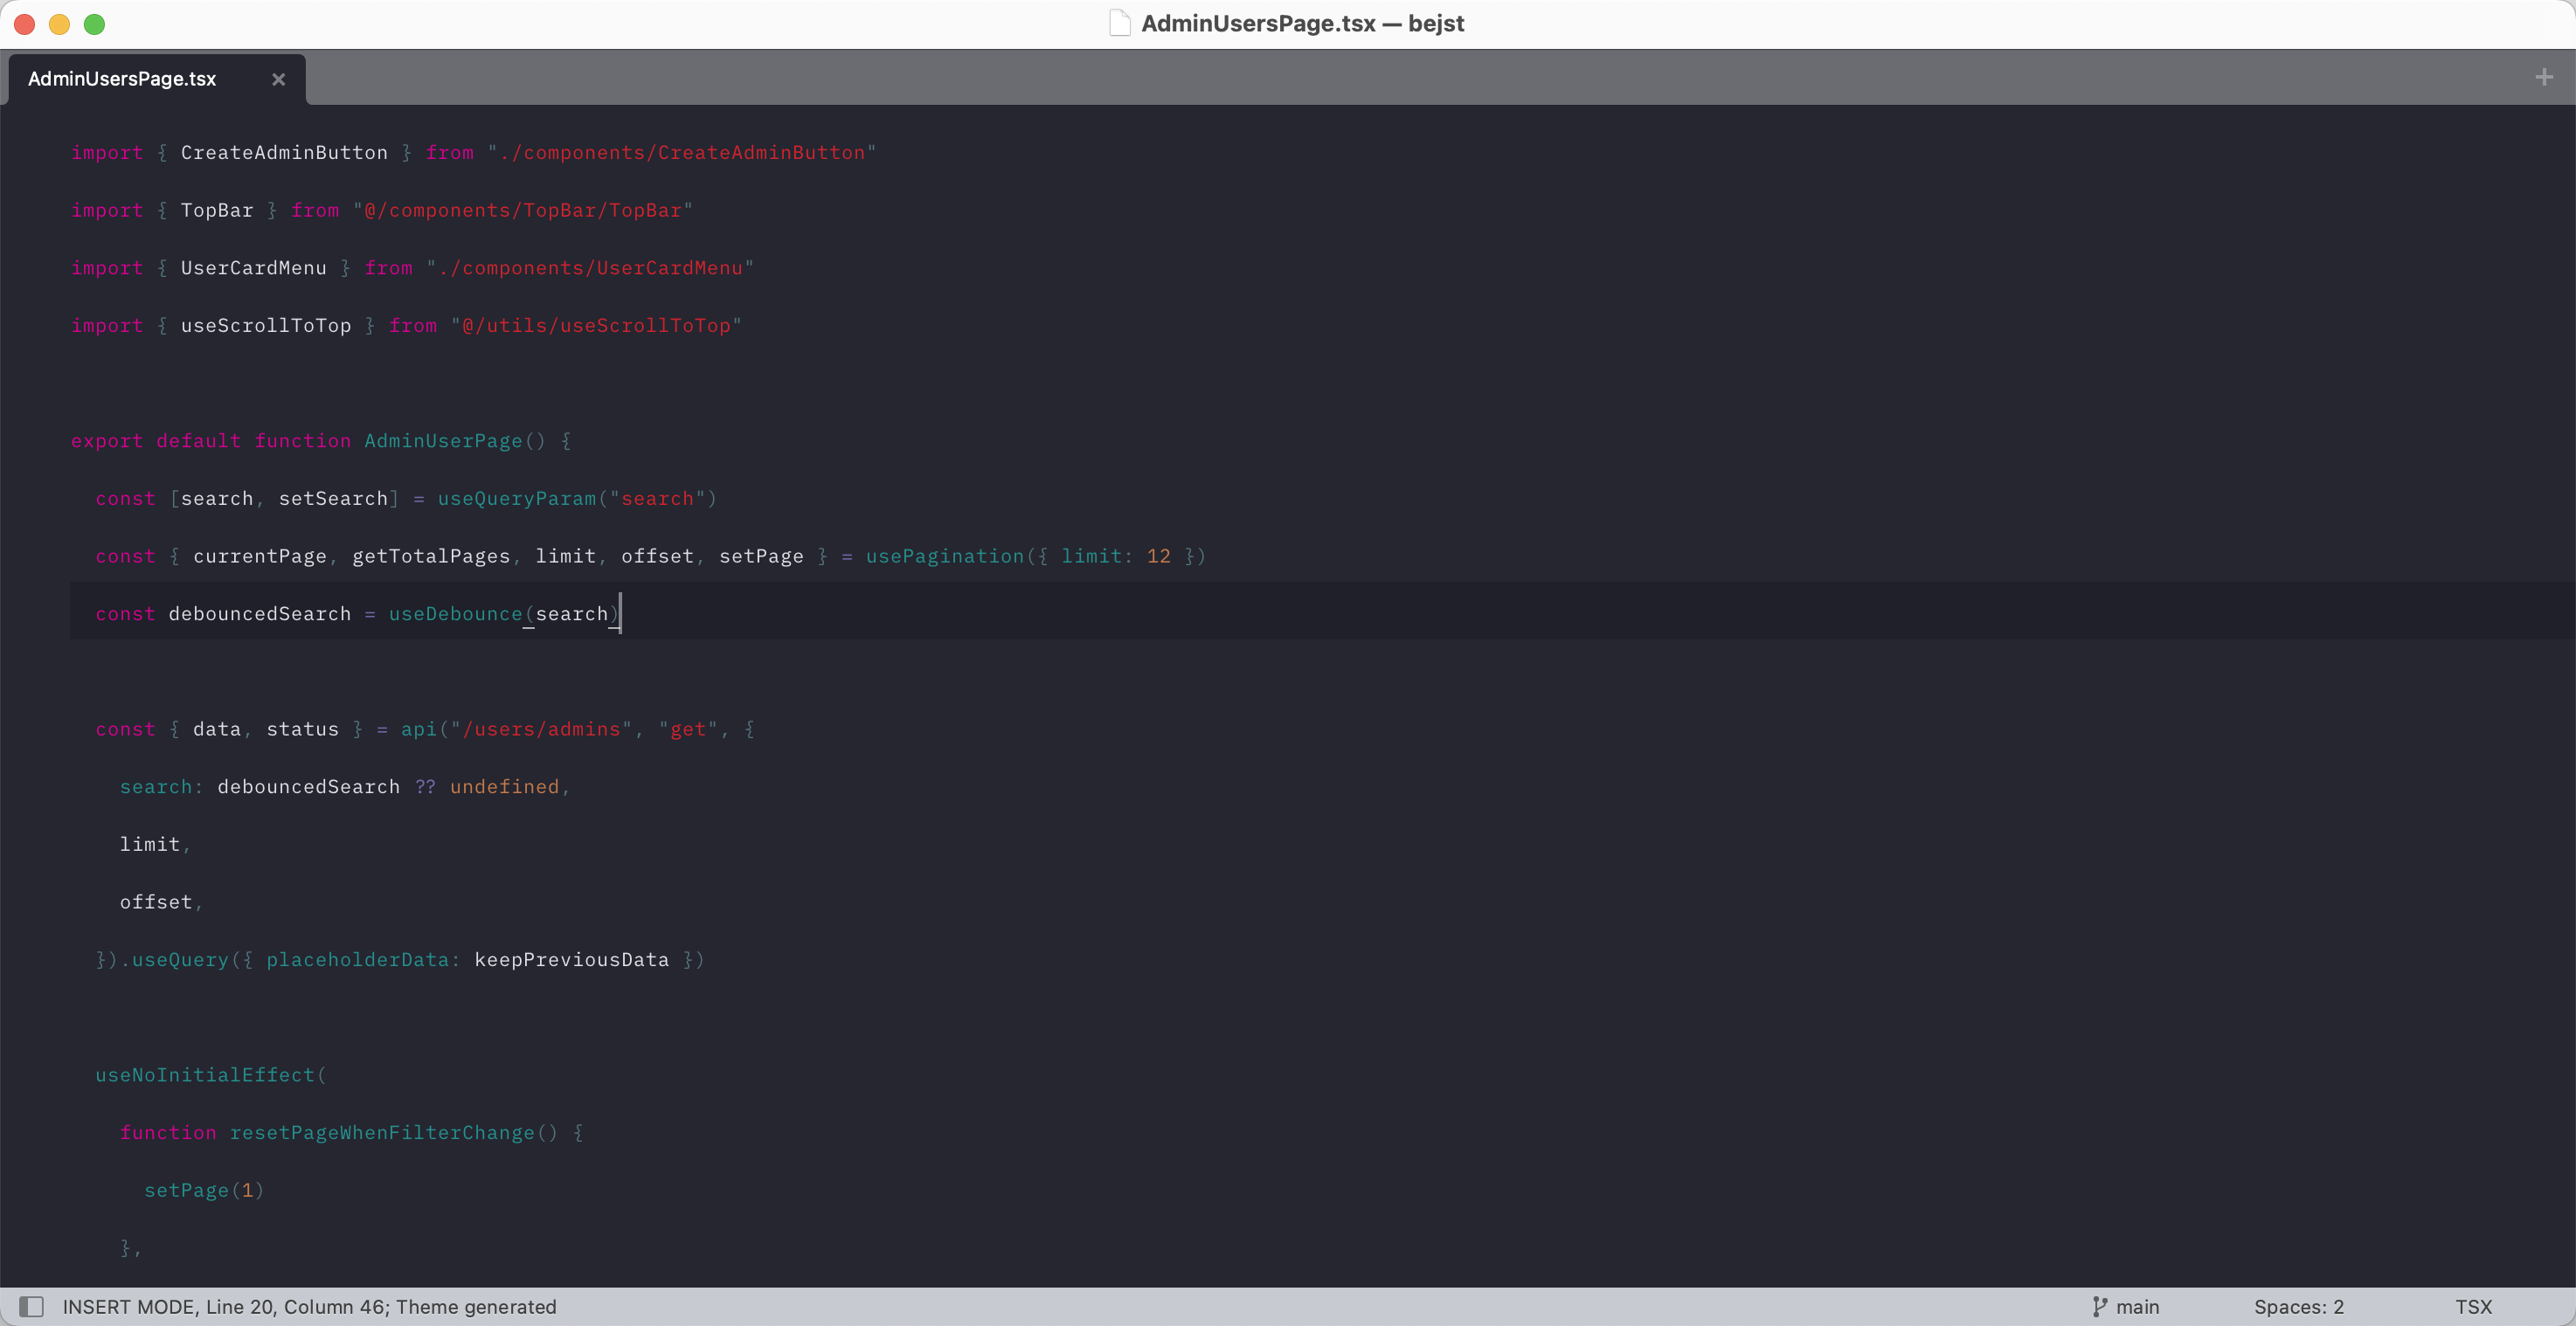 AdminUsersPage.tsx — bejst
AdminUsersPage.tsx
import { CreateAdminButton } from "./components/CreateAdminButton"
import { TopBar } from "@/components/TopBar/TopBar"
import { UserCardMenu } from "./components/UserCardMenu"
import { useScrollToTop } from "@/utils/useScrollToTop"
export default function AdminUserPage() {
  const [search, setSearch] = useQueryParam("search")
  const { currentPage, getTotalPages, limit, offset, setPage } = usePagination({ limit: 12 })
  const debouncedSearch = useDebounce(search)
  const { data, status } = api("/users/admins", "get", {
    search: debouncedSearch ?? undefined,
    limit,
    offset,
  }).useQuery({ placeholderData: keepPreviousData })
  useNoInitialEffect(
    function resetPageWhenFilterChange() {
      setPage(1)
    },
INSERT MODE, Line 20, Column 46; Theme generated
main
Spaces: 2
TSX